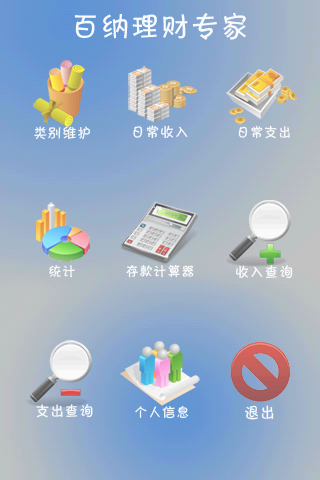 百纳理财专家
类别维护
日常收入
日常支出
统计
存款计算器
收入查询
支出查询
个人信息
退出